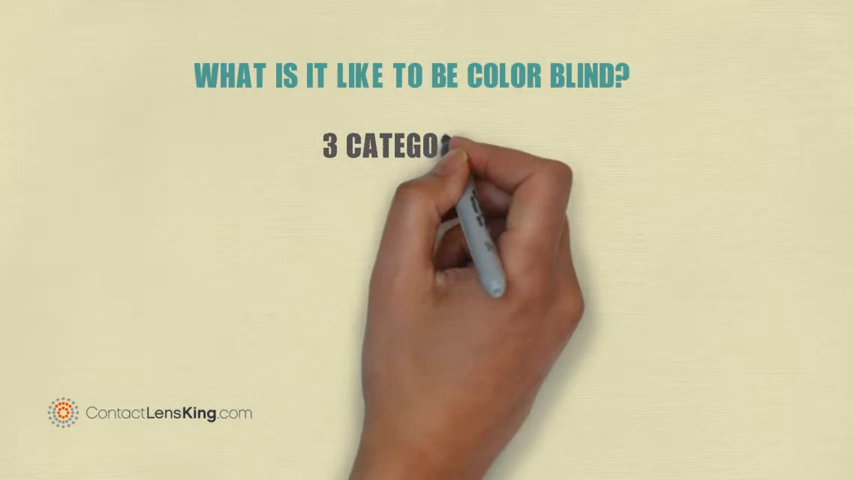 WHAT IS IT LIKE TO BE COLOR BLIND?
3 CATEGO
ContactLensKing.com